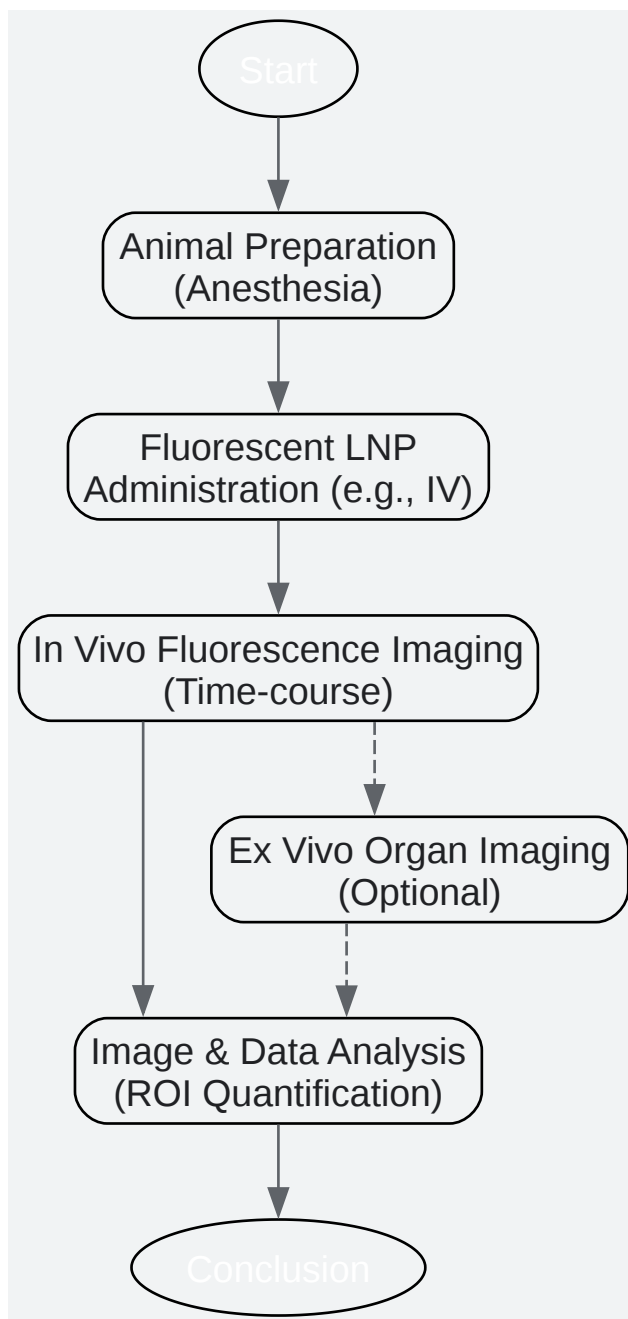 Start
Animal Preparation
(Anesthesia)
Fluorescent LNP
Administration (e.g., IV)
In Vivo Fluorescence Imaging
(Time-course)
Ex Vivo Organ Imaging
(Optional)
Image & Data Analysis
(ROI Quantification)
Conclusion